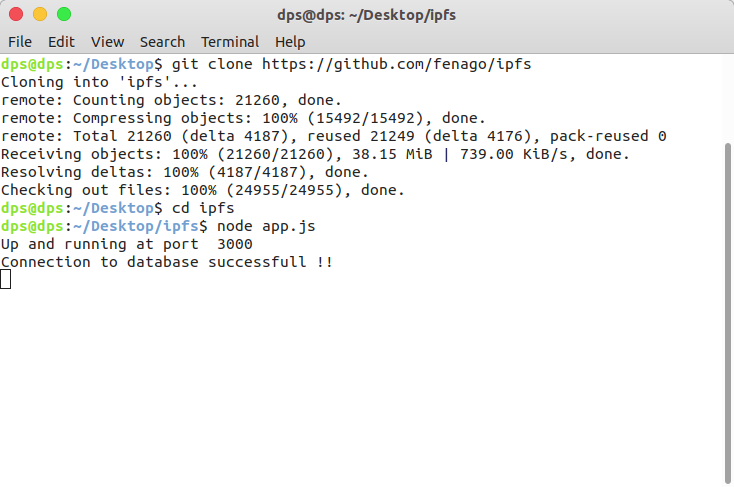 dps@dps: ~/Desktop/ipfs
File Edit View Search Terminal Help
dps@dps:~/Desktop$ git clone https://github.com/fenago/ipfs
Cloning into 'ipfs'...
remote: Counting objects: 21260, done.
remote: Compressing objects: 100% (15492/15492), done.
remote: Total 21260 (delta 4187), reused 21249 (delta 4176), pack-reused 0
Receiving objects: 100% (21260/21260), 38.15 MiB | 739.00 KiB/s, done.
Resolving deltas: 100% (4187/4187), done.
Checking out files: 100% (24955/24955), done.
dps@dps:~/Desktop$ cd ipfs
dps@dps:~/Desktop/ipfs$ node app.js
Up and running at port  3000
Connection to database successfull !!